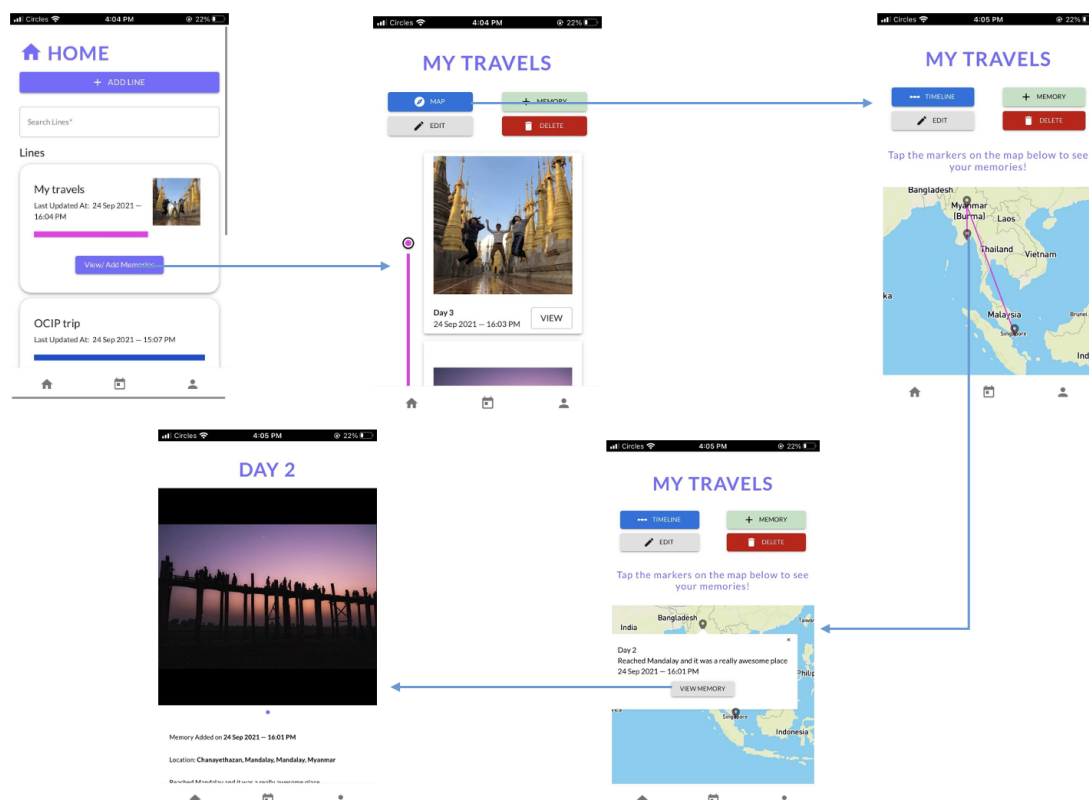 Circles 4:04 PM 22%
HOME
+ ADD LINE
Search Lines*
Lines
My travels
Last Updated At: 24 Sep 2021 —
16:04 PM
View/ Add Memories
OCIP trip
Last Updated At: 24 Sep 2021 — 15:07 PM
Circles 4:04 PM 22%
MY TRAVELS
MAP
+ MEMORY
EDIT
DELETE
Day 3
24 Sep 2021 — 16:03 PM
VIEW
Circles 4:05 PM 22%
MY TRAVELS
TIMELINE
+ MEMORY
EDIT
DELETE
Tap the markers on the map below to see
your memories!
Bangladesh
Myanmar
(Burma)
Laos
Thailand
Vietnam
ka
Malaysia
Brunei
Singapore
Ind
Circles 4:05 PM 22%
DAY 2
Memory Added on 24 Sep 2021 — 16:01 PM
Location: Chanayethazan, Mandalay, Mandalay, Myanmar
Reached Mandalay and it was a really awesome place
Circles 4:05 PM 22%
MY TRAVELS
TIMELINE
+ MEMORY
EDIT
DELETE
Tap the markers on the map below to see
your memories!
Bangladesh
India
Taiwan
×
Day 2
Reached Mandalay and it was a really awesome place
24 Sep 2021 — 16:01 PM
Philip
VIEW MEMORY
Singapore
Indonesia